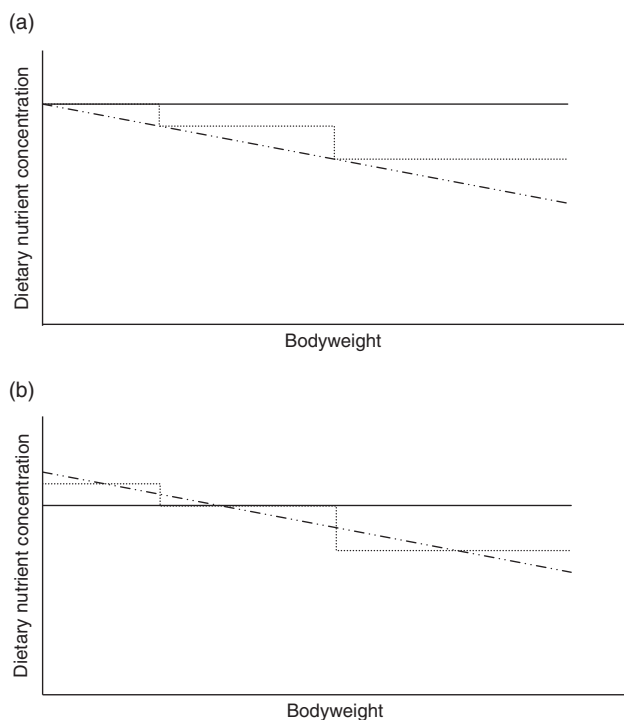 (a)
Dietary nutrient concentration
Bodyweight
(b)
Dietary nutrient concentration
Bodyweight